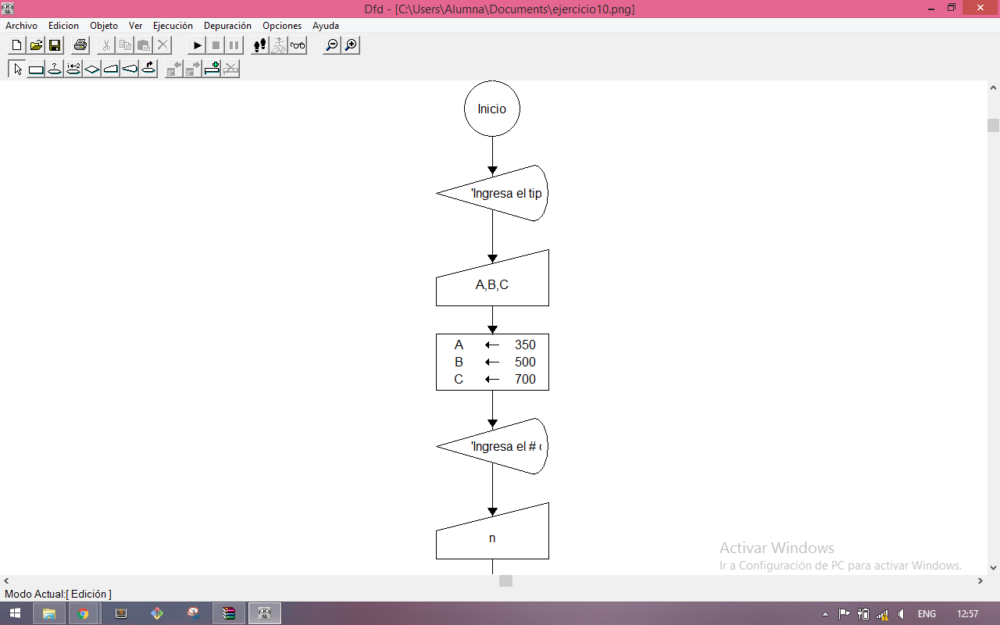 Dfd - [C:\Users\Alumna\Documents\ejercicio10.png]
Archivo Edicion Objeto Ver Ejecución Depuración Opciones Ayuda
Inicio
'Ingresa el tip
A,B,C
A ← 350
B ← 500
C ← 700
'Ingresa el #
n
Activar Windows
Ir a Configuración de PC para activar Windows.
Modo Actual:[ Edición ]
ENG 12:57